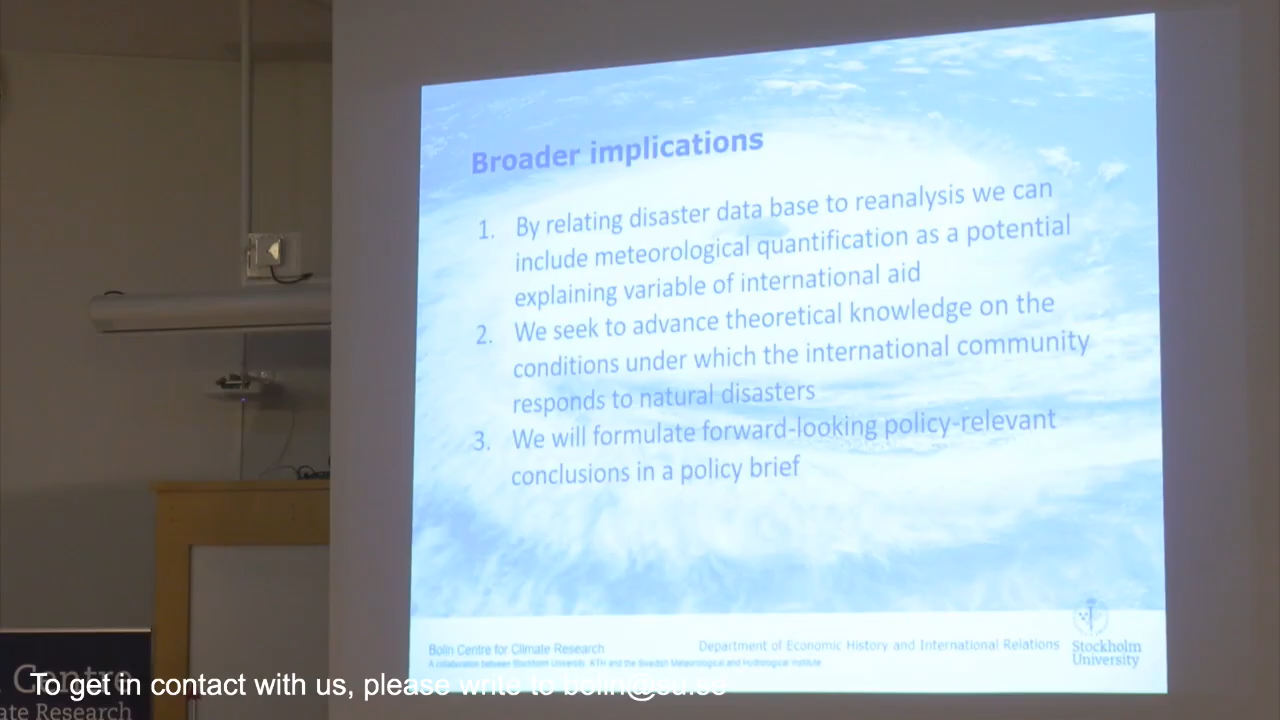 Broader implications
1. By relating disaster data base to reanalysis we can
include meteorological quantification as a potential
explaining variable of international aid
2. We seek to advance theoretical knowledge on the
conditions under which the international community
responds to natural disasters
3. We will formulate forward-looking policy-relevant
conclusions in a policy brief
Bolin Centre for Climate Research
A collaboration between Stockholm University, KTH and the Swedish Meteorological and Hydrological Institute
Department of Economic History and International Relations
Stockholm
University
Centre
ate Research
To get in contact with us, please write to bolin@su.se